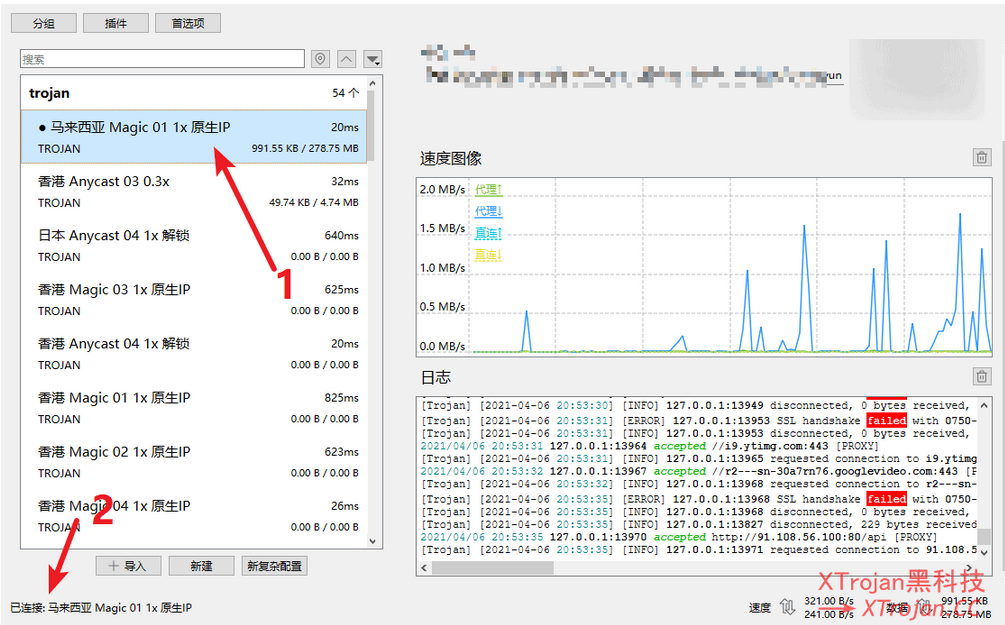 分组 插件 首选项
搜索
trojan 54 个
● 马来西亚 Magic 01 1x 原生IP 20ms
TROJAN 991.55 KB / 278.75 MB
香港 Anycast 03 0.3x 32ms
TROJAN 49.74 KB / 4.74 MB
日本 Anycast 04 1x 解锁 640ms
TROJAN 0.00 B / 0.00 B
香港 Magic 03 1x 原生IP 625ms
TROJAN 0.00 B / 0.00 B
香港 Anycast 04 1x 解锁 20ms
TROJAN 0.00 B / 0.00 B
香港 Magic 01 1x 原生IP 825ms
TROJAN 0.00 B / 0.00 B
香港 Magic 02 1x 原生IP 623ms
TROJAN 0.00 B / 0.00 B
香港 Magic 04 1x 原生IP 26ms
TROJAN 0.00 B / 0.00 B
1
2
导入 新建 新复杂配置
已连接: 马来西亚 Magic 01 1x 原生IP
yun
速度图像
2.0 MB/s 代理↑
代理↓
1.5 MB/s 直连↑
直连↓
1.0 MB/s
0.5 MB/s
0.0 MB/s
日志
[Trojan] [2021-04-06 20:53:30] [INFO] 127.0.0.1:13949 disconnected, 0 bytes received,
[Trojan] [2021-04-06 20:53:31] [ERROR] 127.0.0.1:13953 SSL handshake failed with 0750-
[Trojan] [2021-04-06 20:53:31] [INFO] 127.0.0.1:13953 disconnected, 0 bytes received,
2021/04/06 20:53:31 127.0.0.1:13964 accepted //i9.ytimg.com:443 [PROXY]
[Trojan] [2021-04-06 20:53:31] [INFO] 127.0.0.1:13965 requested connection to i9.ytimg
2021/04/06 20:53:32 127.0.0.1:13967 accepted //r2---sn-30a7rn76.googlevideo.com:443 [P
[Trojan] [2021-04-06 20:53:32] [INFO] 127.0.0.1:13968 requested connection to r2---sn-
[Trojan] [2021-04-06 20:53:35] [ERROR] 127.0.0.1:13968 SSL handshake failed with 0750-
[Trojan] [2021-04-06 20:53:35] [INFO] 127.0.0.1:13968 disconnected, 0 bytes received,
[Trojan] [2021-04-06 20:53:35] [INFO] 127.0.0.1:13827 disconnected, 229 bytes received
2021/04/06 20:53:35 127.0.0.1:13970 accepted http://91.108.56.100:80/api [PROXY]
[Trojan] [2021-04-06 20:53:35] [INFO] 127.0.0.1:13971 requested connection to 91.108.5
XTrojan黑科技
XTrojan.CC
速度 321.00 B/s 数据 991.55 KB
241.00 B/s 278.75 MB